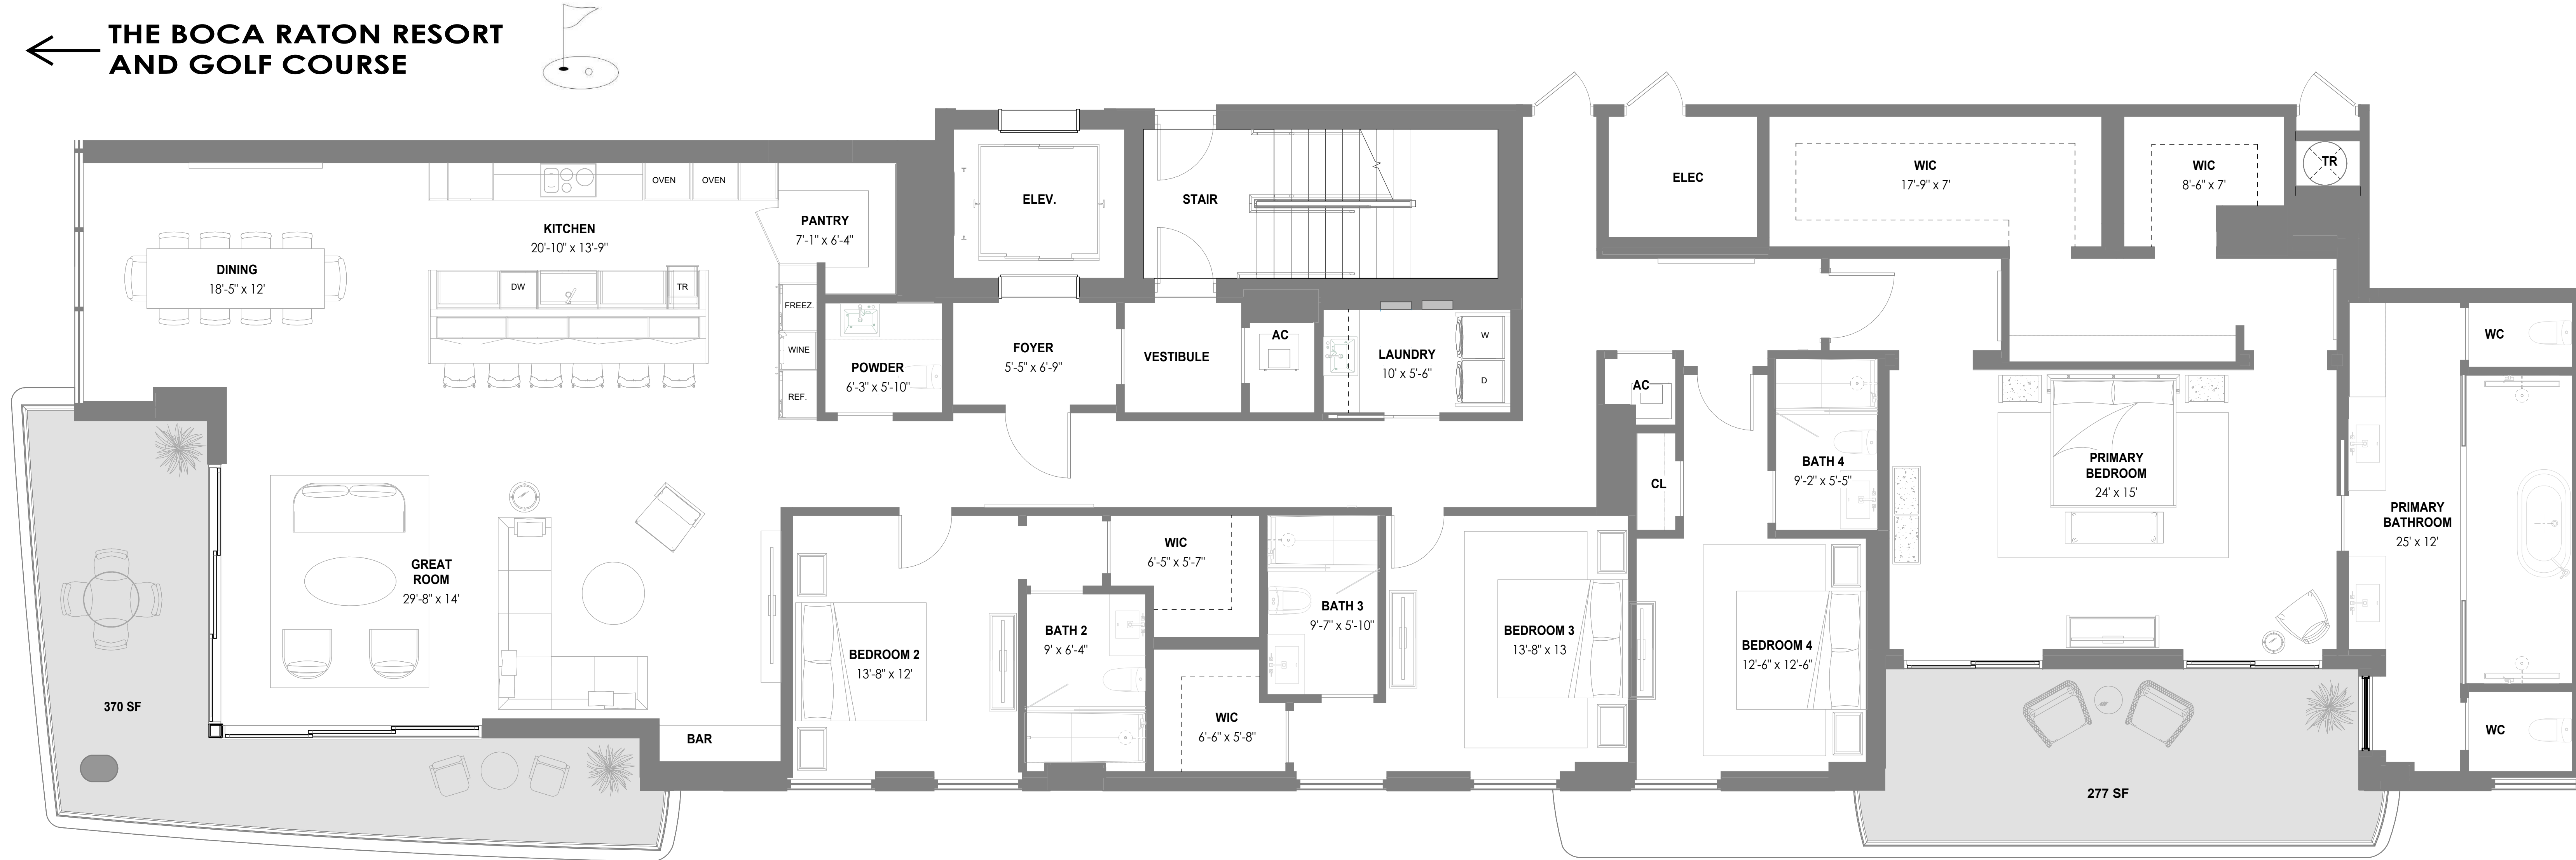 THE BOCA RATON RESORT
AND GOLF COURSE
DINING
18'-5" x 12'
KITCHEN
20'-10" x 13'-9"
OVEN
OVEN
DW
TR
PANTRY
7'-1" x 6'-4"
FREEZ.
WINE
REF.
POWDER
6'-3" x 5'-10"
ELEV.
FOYER
5'-5" x 6'-9"
STAIR
VESTIBULE
AC
LAUNDRY
10' x 5'-6"
W
D
ELEC
WIC
17'-9" x 7'
WIC
8'-6" x 7'
TR
GREAT
ROOM
29'-8" x 14'
370 SF
BAR
BEDROOM 2
13'-8" x 12'
BATH 2
9' x 6'-4"
WIC
6'-5" x 5'-7"
WIC
6'-6" x 5'-8"
BATH 3
9'-7" x 5'-10"
BEDROOM 3
13'-8" x 13
AC
CL
BATH 4
9'-2" x 5'-5"
BEDROOM 4
12'-6" x 12'-6"
PRIMARY
BEDROOM
24' x 15'
277 SF
PRIMARY
BATHROOM
25' x 12'
WC
WC